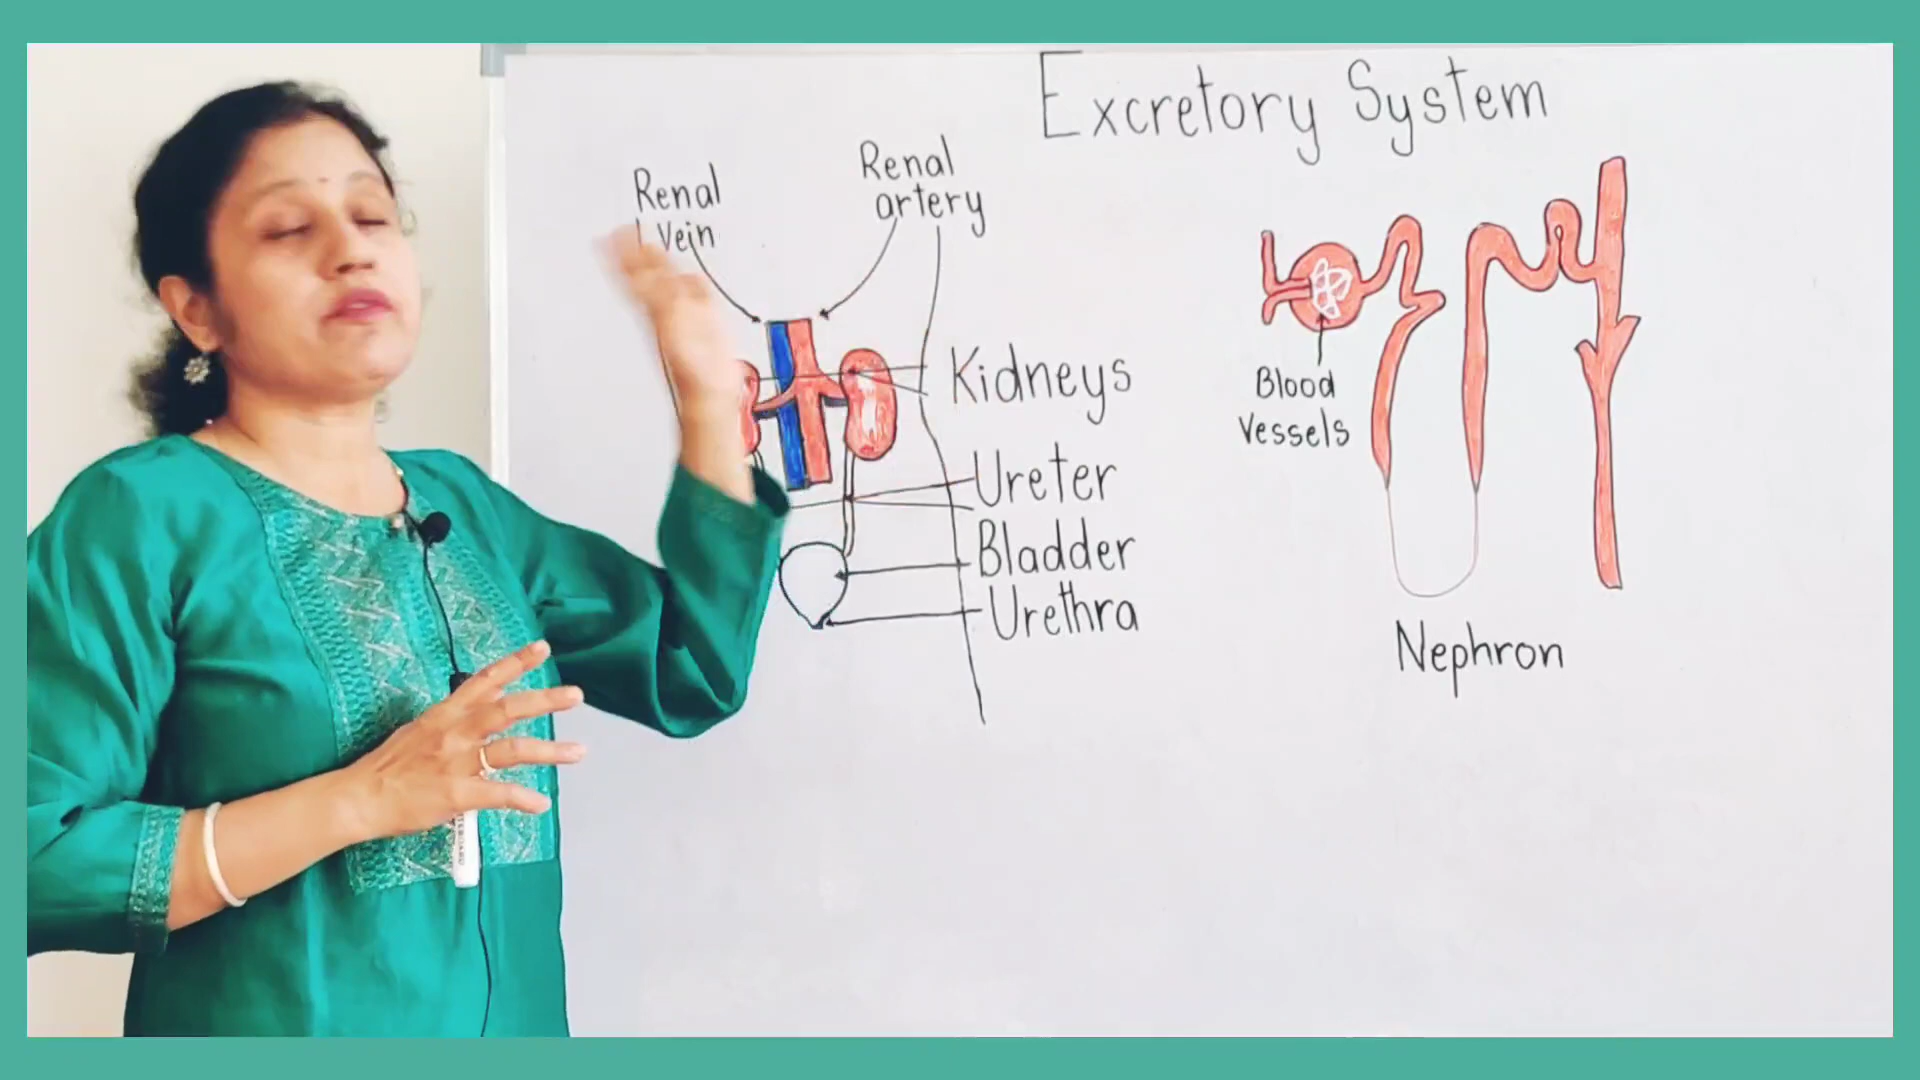 Excretory System
Renal
Vein
Renal
artery
Kidneys
Ureter
Bladder
Urethra
Blood
Vessels
Nephron